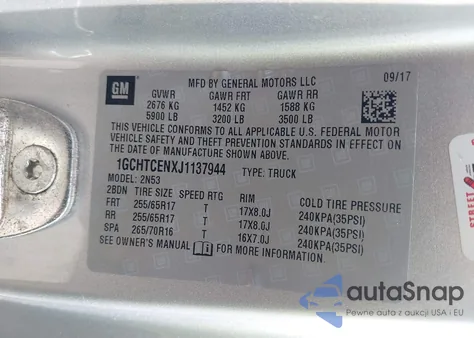 GM
MFD BY GENERAL MOTORS LLC
09/17
GVWR GAWR FRT GAWR RR
2676 KG 1452 KG 1588 KG
5900 LB 3200 LB 3500 LB
THIS VEHICLE CONFORMS TO ALL APPLICABLE U.S. FEDERAL MOTOR
VEHICLE SAFETY AND THEFT PREVENTION STANDARDS IN EFFECT ON
THE DATE OF MANUFACTURE SHOWN ABOVE.
1GCHTCENXJ1137944 TYPE: TRUCK
MODEL: 2N53
2BDN TIRE SIZE SPEED RTG RIM COLD TIRE PRESSURE
FRT 255/65R17 T 17X8.0J 240KPA(35PSI)
RR 255/65R17 T 17X8.0J 240KPA(35PSI)
SPA 265/70R16 T 16X7.0J 240KPA(35PSI)
SEE OWNER'S MANUAL FOR ADDITIONAL INFORMATION
STREET
autoSnap
Pojazdy z aukcji USA - EU